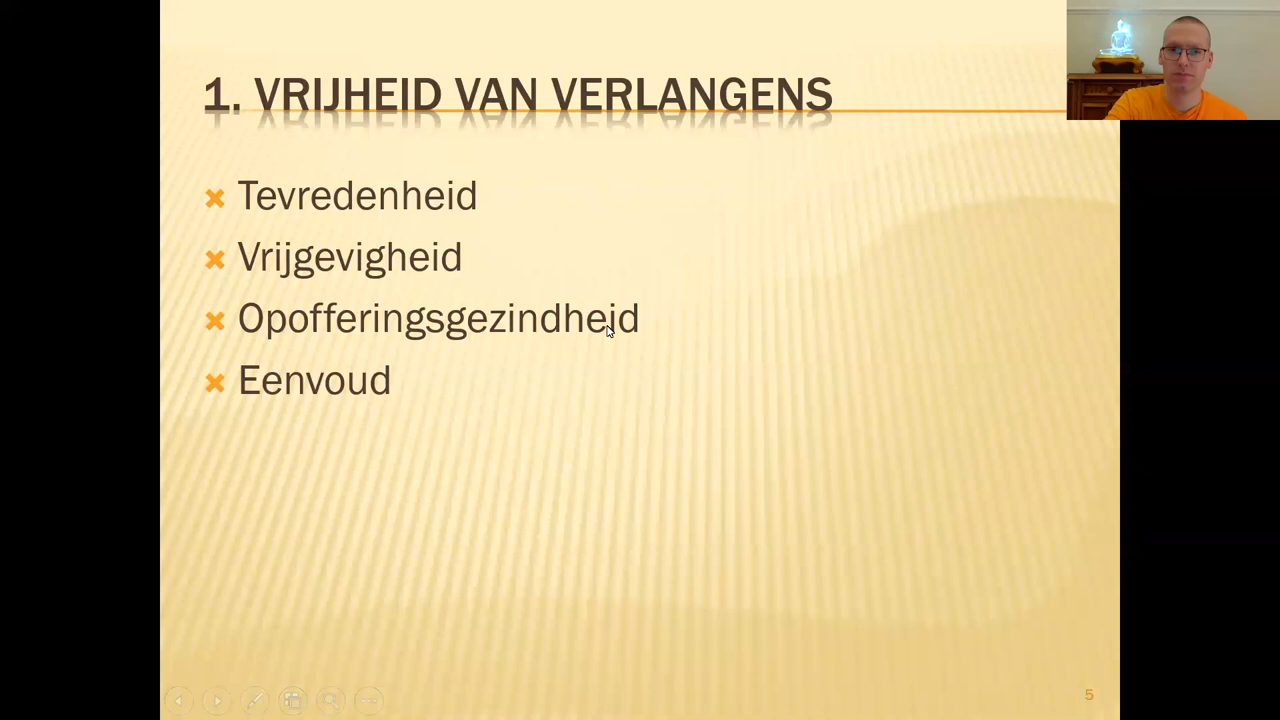 1. VRIJHEID VAN VERLANGENS
Tevredenheid
Vrijgevigheid
Opofferingsgezindheid
Eenvoud
5